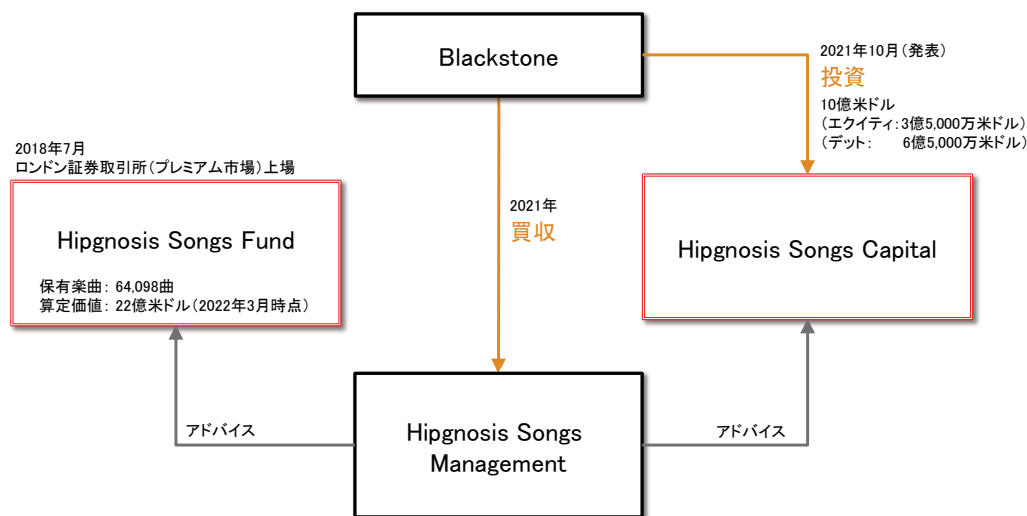 Blackstone
2021年10月(発表)
投資
10億米ドル
(エクイティ:3億5,000万米ドル)
(デット: 6億5,000万米ドル)
2018年7月
ロンドン証券取引所(プレミアム市場)上場
Hipgnosis Songs Fund
保有楽曲: 64,098曲
算定価値: 22億米ドル(2022年3月時点)
2021年
買収
Hipgnosis Songs Capital
アドバイス
Hipgnosis Songs
Management
アドバイス